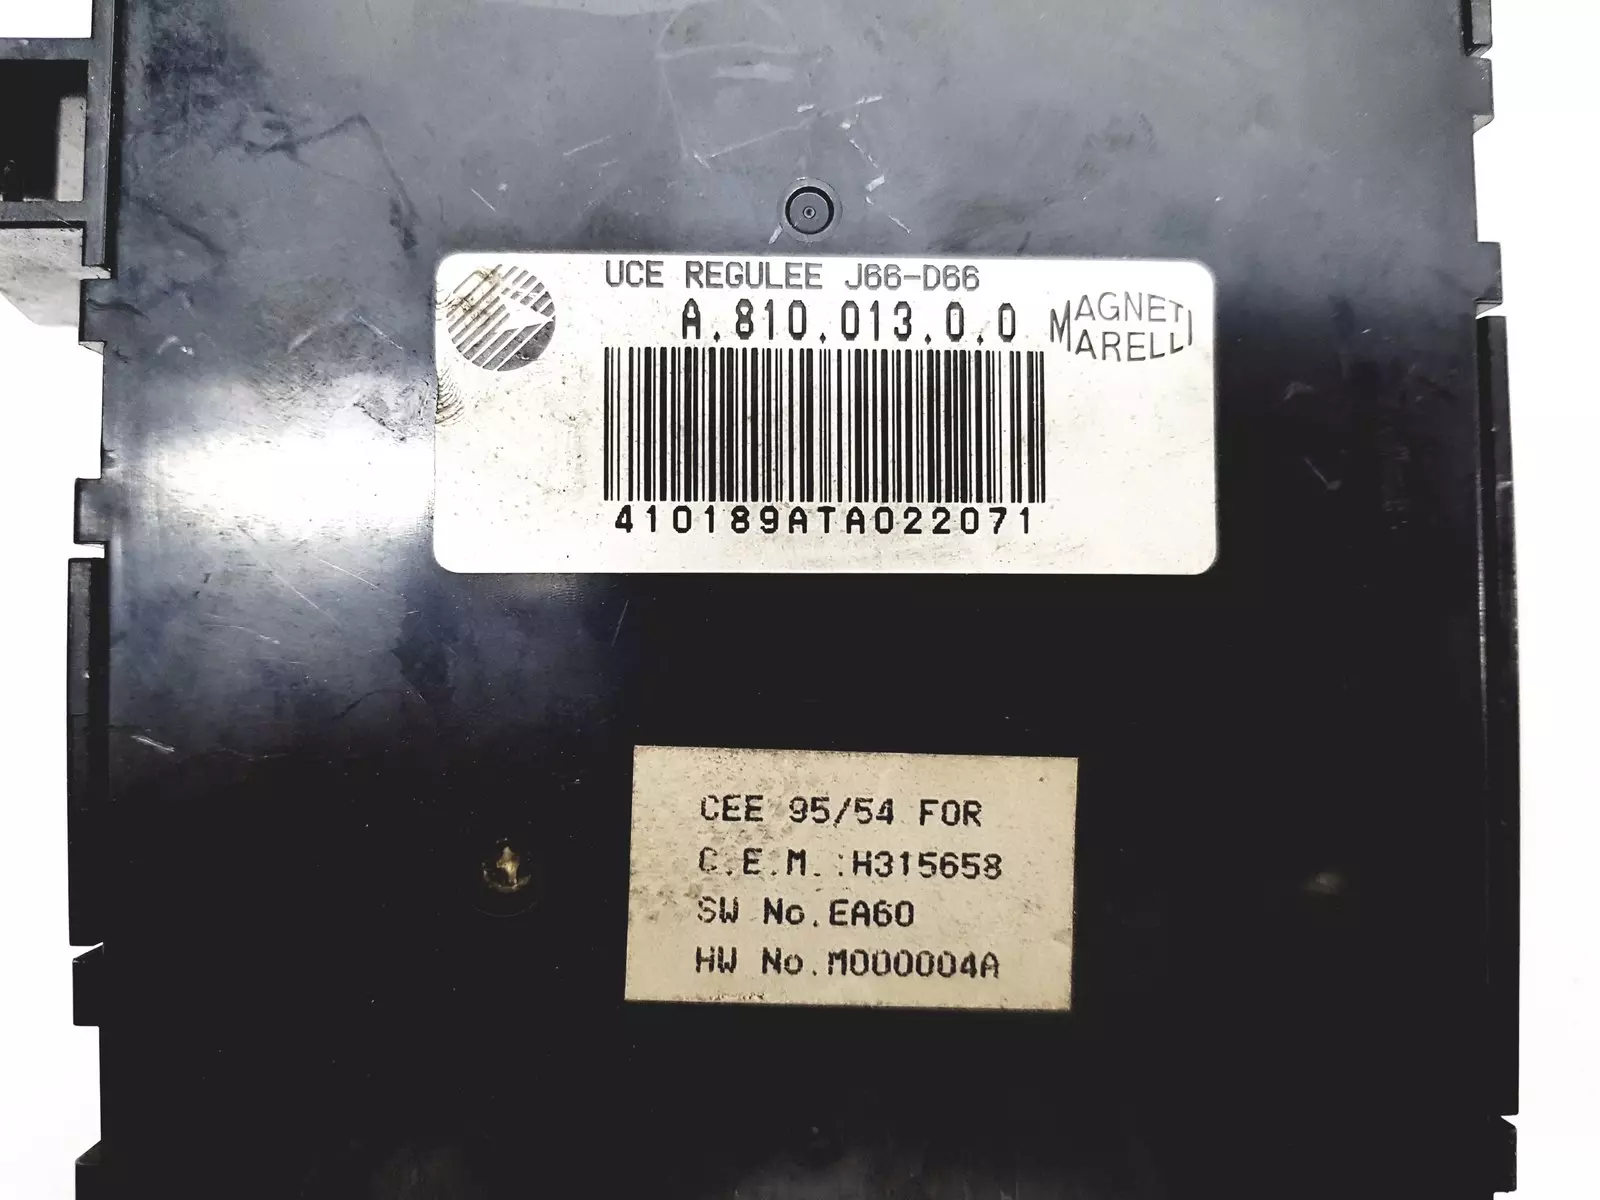 UCE REGULEE J66-D66
A.810.013.0.0
MAGNETI
MARELLI
410189ATA022071
CEE 95/54 FOR
C.E.M.:H315658
SW No.EA60
HW No.M000004A